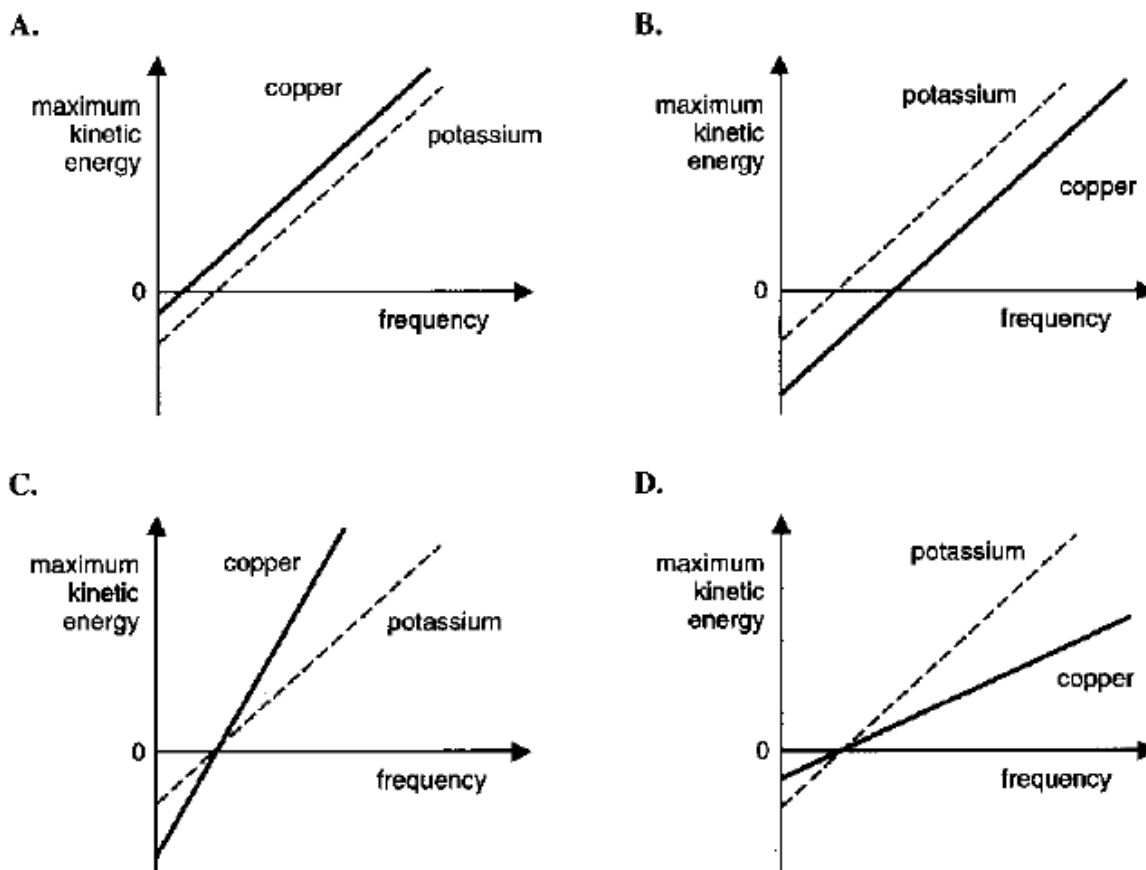 A.
maximum
kinetic
energy
copper
potassium
0
frequency
B.
maximum
kinetic
energy
potassium
copper
0
frequency
C.
maximum
kinetic
energy
copper
potassium
0
frequency
D.
maximum
kinetic
energy
potassium
copper
0
frequency